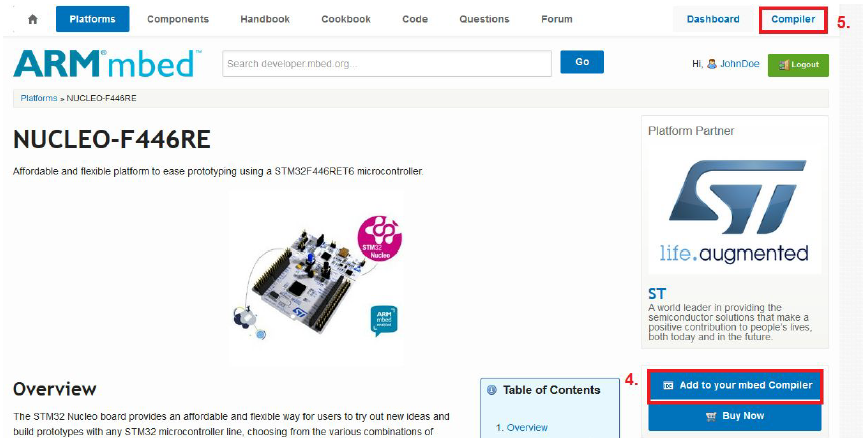 Platforms
Components
Handbook
Cookbook
Code
Questions
Forum
Dashboard
Compiler
5.
ARM®mbed™
Search developer.mbed.org...
Go
Hi, JohnDoe
Logout
Platforms » NUCLEO-F446RE
NUCLEO-F446RE
Affordable and flexible platform to ease prototyping using a STM32F446RET6 microcontroller.
STM32
Nucleo
ARM
mbed
enabled
Platform Partner
ST
life.augmented
ST
A world leader in providing the
semiconductor solutions that make a
positive contribution to people's lives,
both today and in the future.
4.
Add to your mbed Compiler
Buy Now
Overview
The STM32 Nucleo board provides an affordable and flexible way for users to try out new ideas and
build prototypes with any STM32 microcontroller line, choosing from the various combinations of
Table of Contents
1. Overview